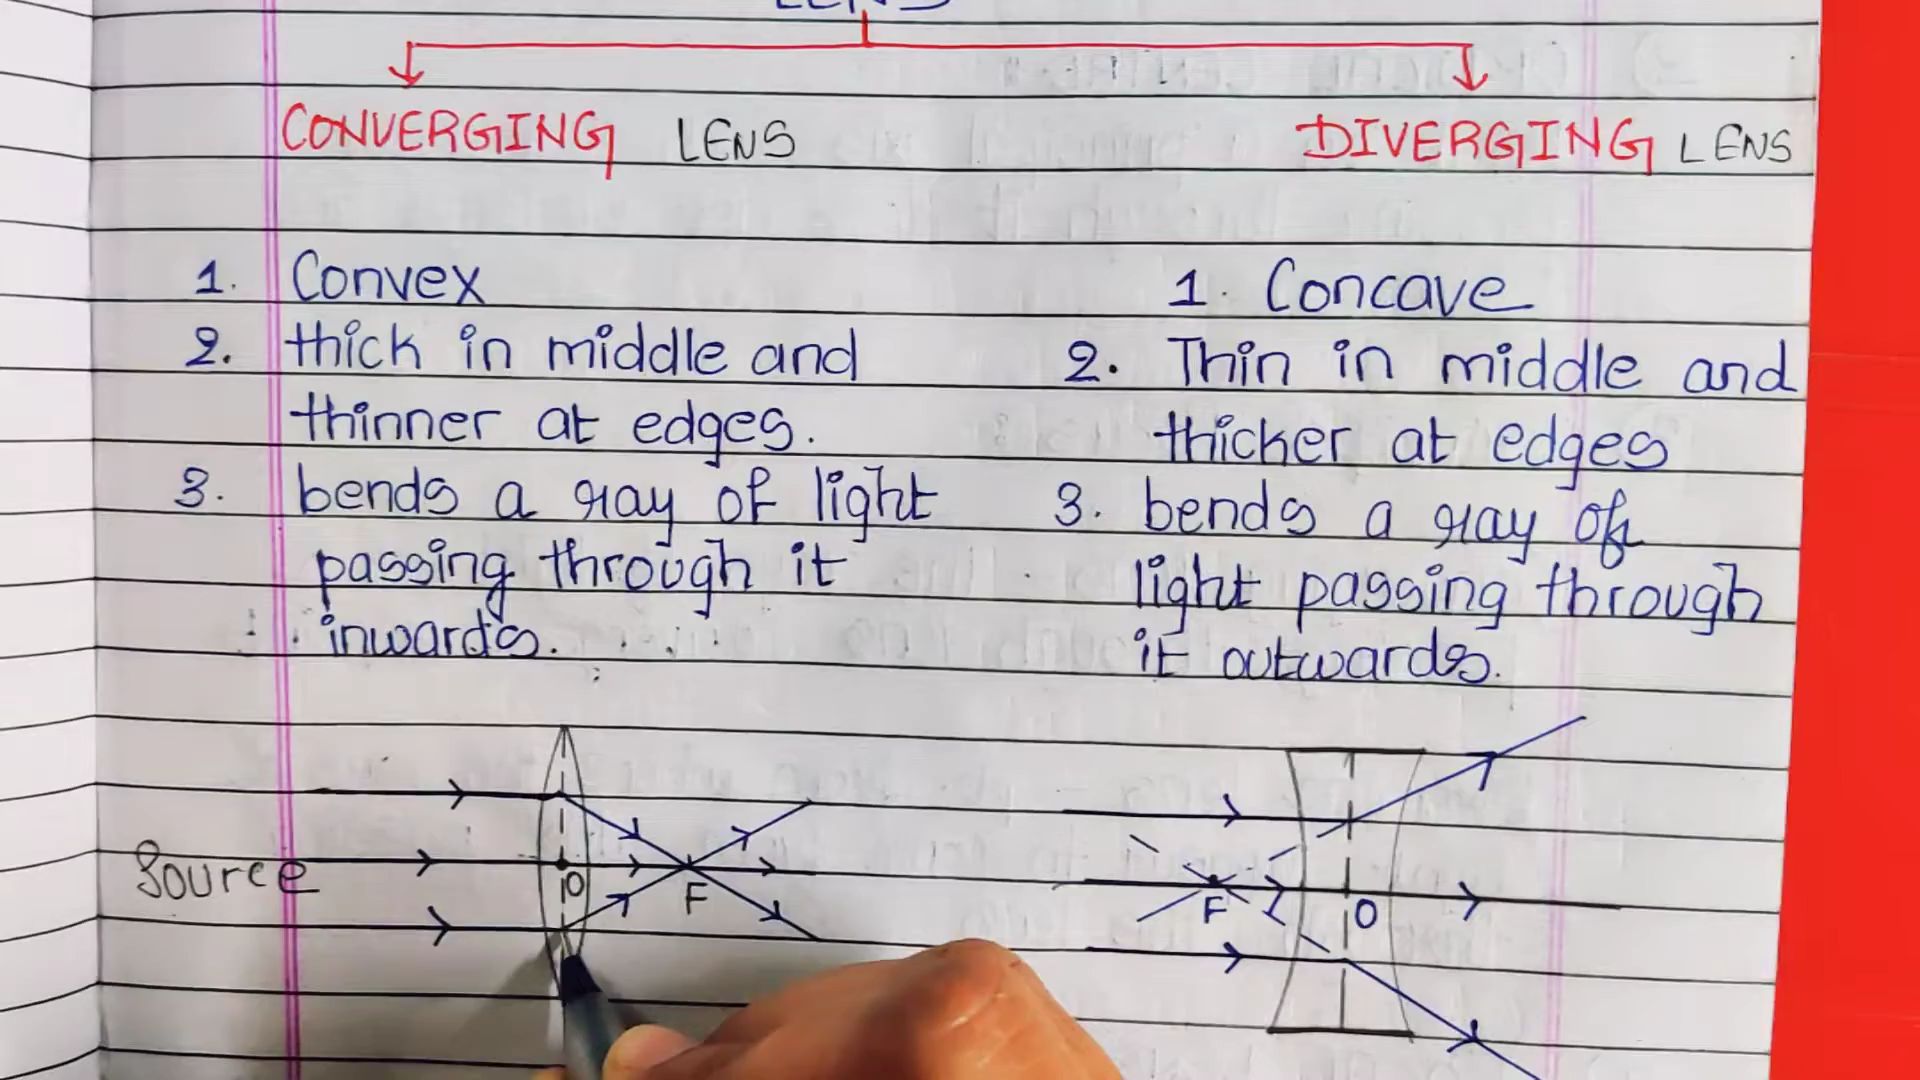 LENS
CONVERGING LENS
DIVERGING LENS
1. Convex
2. thick in middle and
thinner at edges.
3. bends a ray of light
passing through it
inwards.
1. Concave
2. Thin in middle and
thicker at edges
3. bends a ray of
light passing through
it outwards.
Source
O
F
F
O